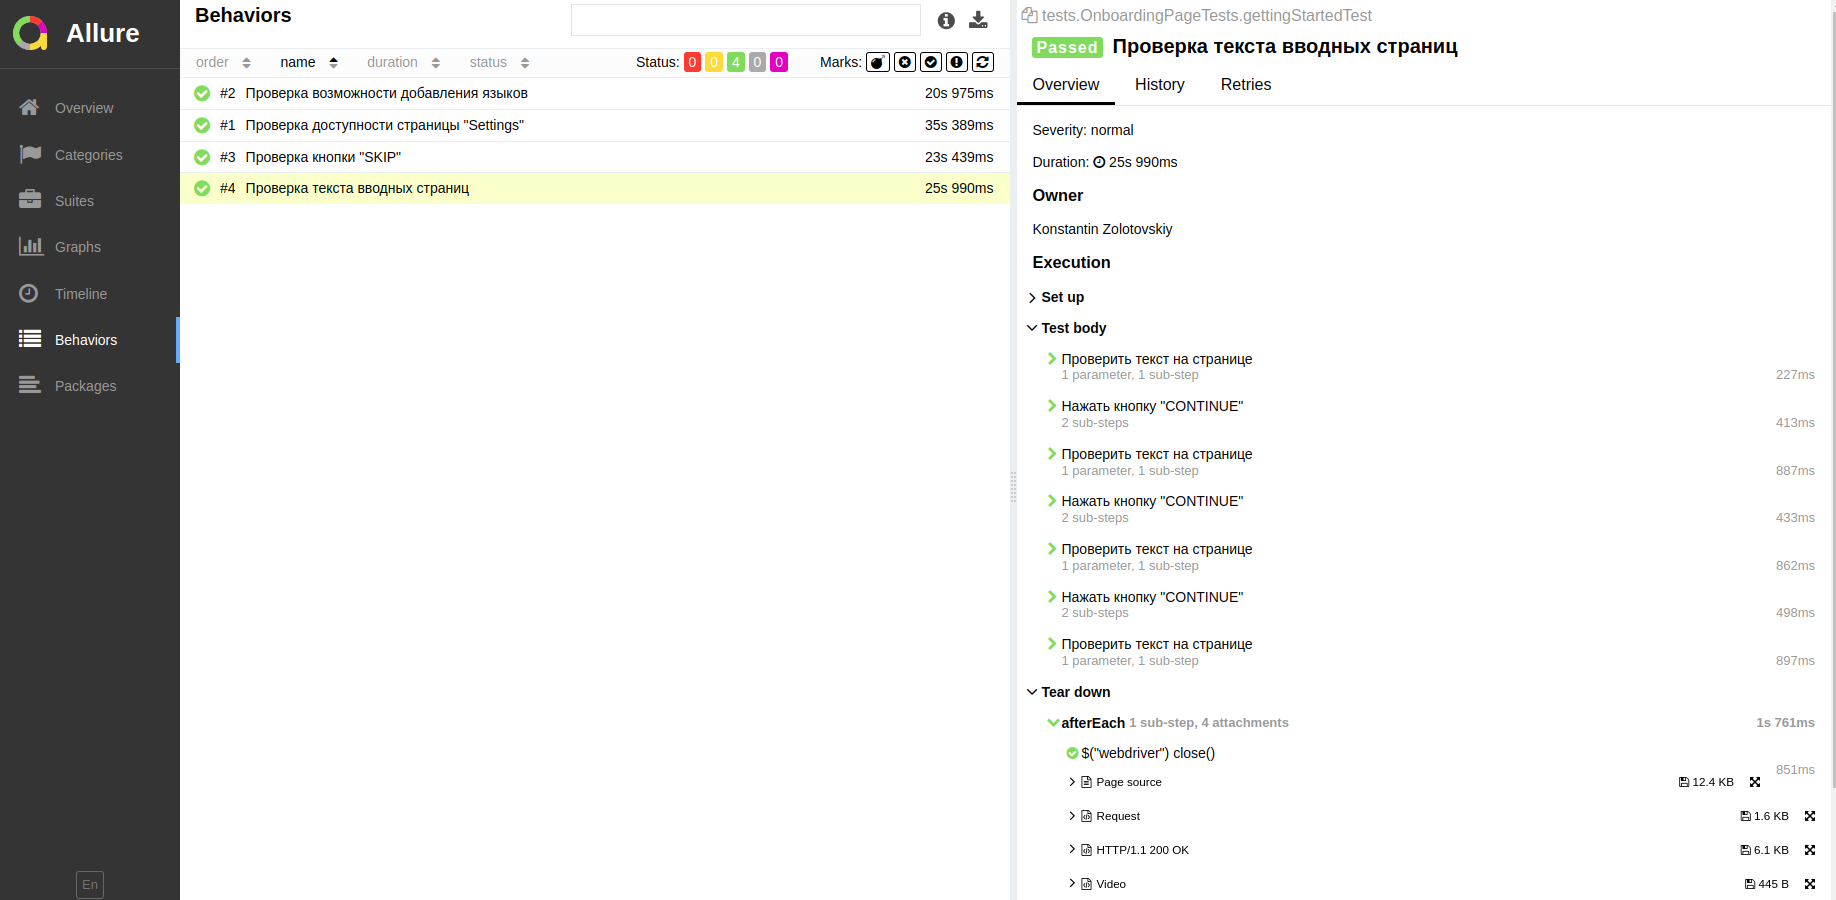 Allure
Overview
Categories
Suites
Graphs
Timeline
Behaviors
Packages
En
Behaviors
order name duration status Status: 0 0 4 0 0 Marks:
#2 Проверка возможности добавления языков 20s 975ms
#1 Проверка доступности страницы "Settings" 35s 389ms
#3 Проверка кнопки "SKIP" 23s 439ms
#4 Проверка текста вводных страниц 25s 990ms
tests.OnboardingPageTests.gettingStartedTest
Passed Проверка текста вводных страниц
Overview History Retries
Severity: normal
Duration: 25s 990ms
Owner
Konstantin Zolotovskiy
Execution
Set up
Test body
Проверить текст на странице
1 parameter, 1 sub-step 227ms
Нажать кнопку "CONTINUE"
2 sub-steps 413ms
Проверить текст на странице
1 parameter, 1 sub-step 887ms
Нажать кнопку "CONTINUE"
2 sub-steps 433ms
Проверить текст на странице
1 parameter, 1 sub-step 862ms
Нажать кнопку "CONTINUE"
2 sub-steps 498ms
Проверить текст на странице
1 parameter, 1 sub-step 897ms
Tear down
afterEach 1 sub-step, 4 attachments 1s 761ms
$("webdriver") close()
851ms
Page source 12.4 KB
Request 1.6 KB
HTTP/1.1 200 OK 6.1 KB
Video 445 B